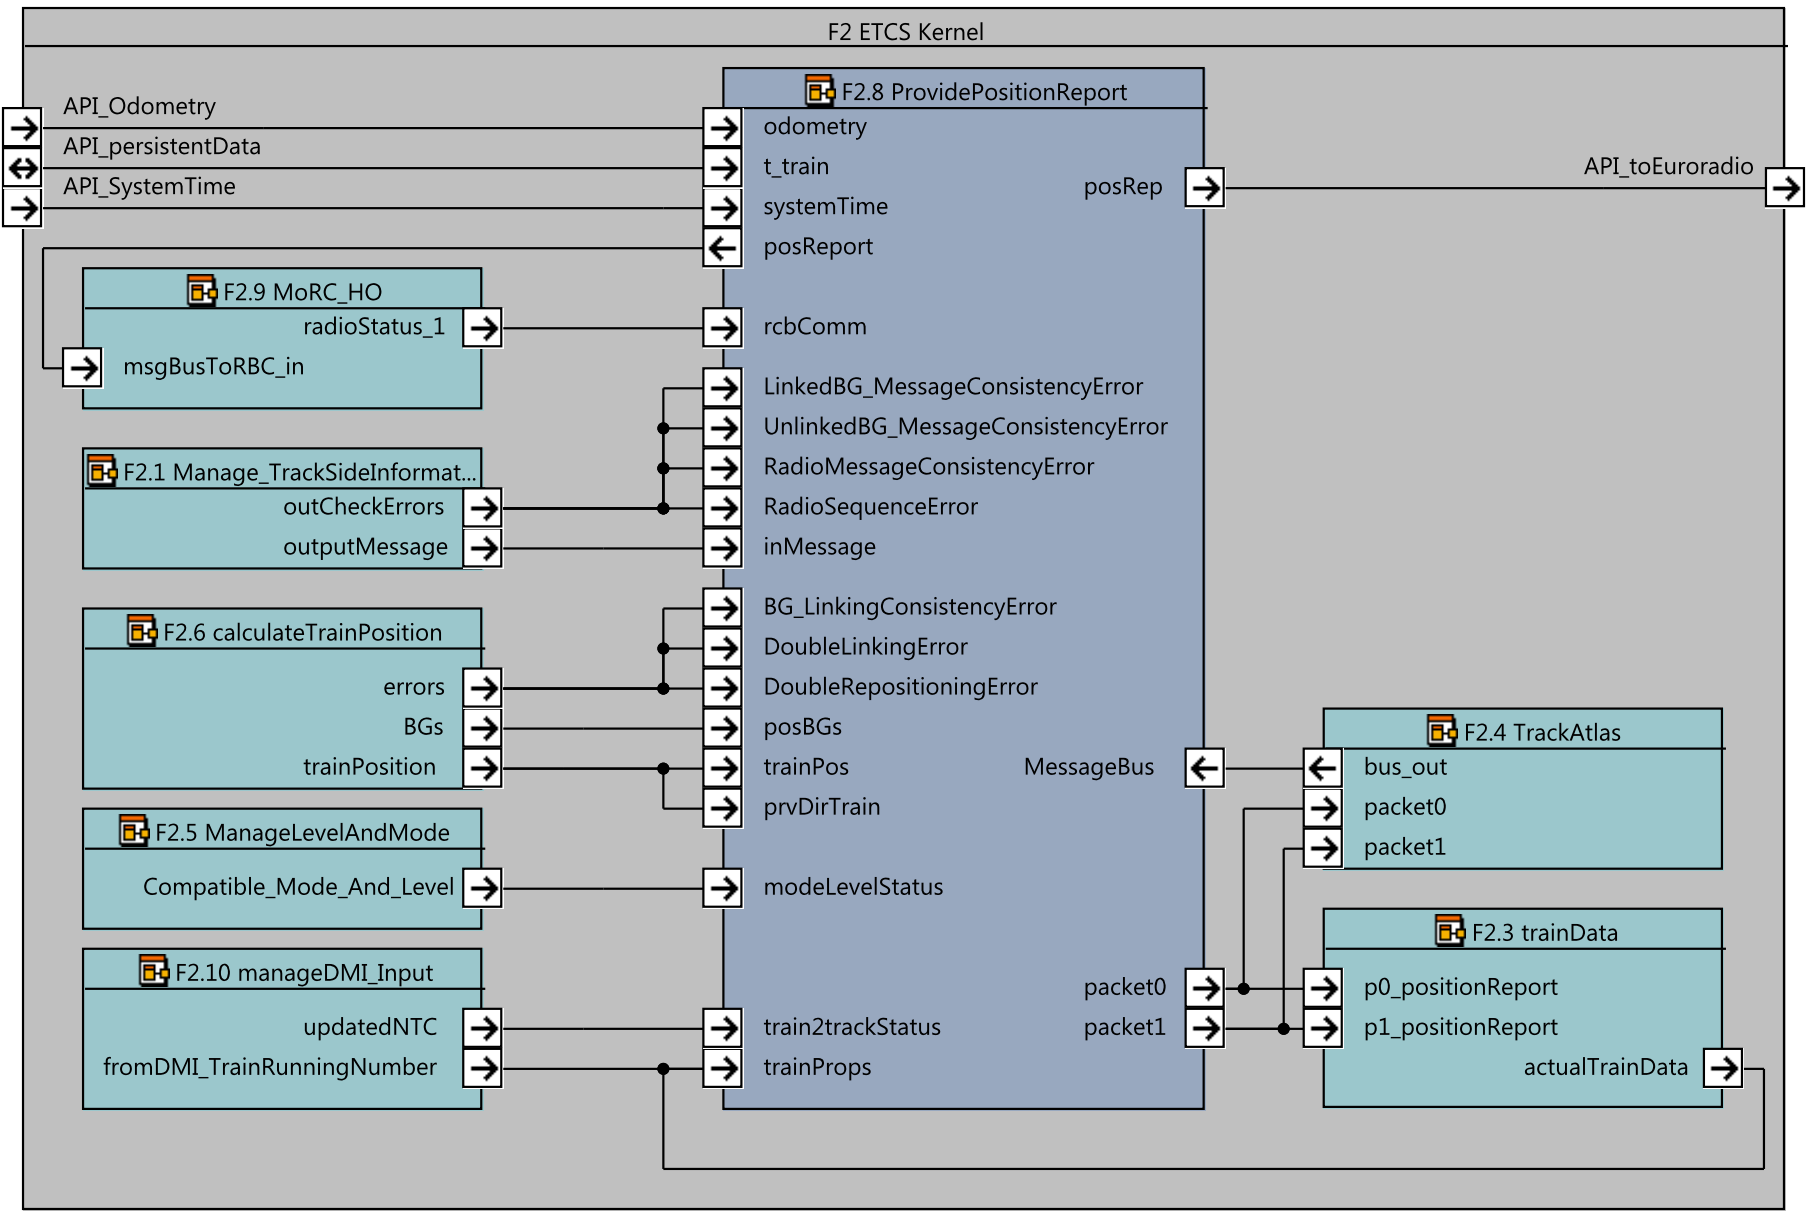 F2 ETCS Kernel
API_Odometry
API_persistentData
API_SystemTime
F2.8 ProvidePositionReport
odometry
t_train
systemTime
posReport
posRep
API_toEuroradio
F2.9 MoRC_HO
radioStatus_1
msgBusToRBC_in
rcbComm
LinkedBG_MessageConsistencyError
UnlinkedBG_MessageConsistencyError
RadioMessageConsistencyError
RadioSequenceError
inMessage
F2.1 Manage_TrackSideInformat...
outCheckErrors
outputMessage
BG_LinkingConsistencyError
DoubleLinkingError
DoubleRepositioningError
posBGs
trainPos
prvDirTrain
F2.6 calculateTrainPosition
errors
BGs
trainPosition
MessageBus
F2.4 TrackAtlas
bus_out
packet0
packet1
F2.5 ManageLevelAndMode
Compatible_Mode_And_Level
modeLevelStatus
F2.10 manageDMI_Input
updatedNTC
fromDMI_TrainRunningNumber
train2trackStatus
trainProps
packet0
packet1
F2.3 trainData
p0_positionReport
p1_positionReport
actualTrainData